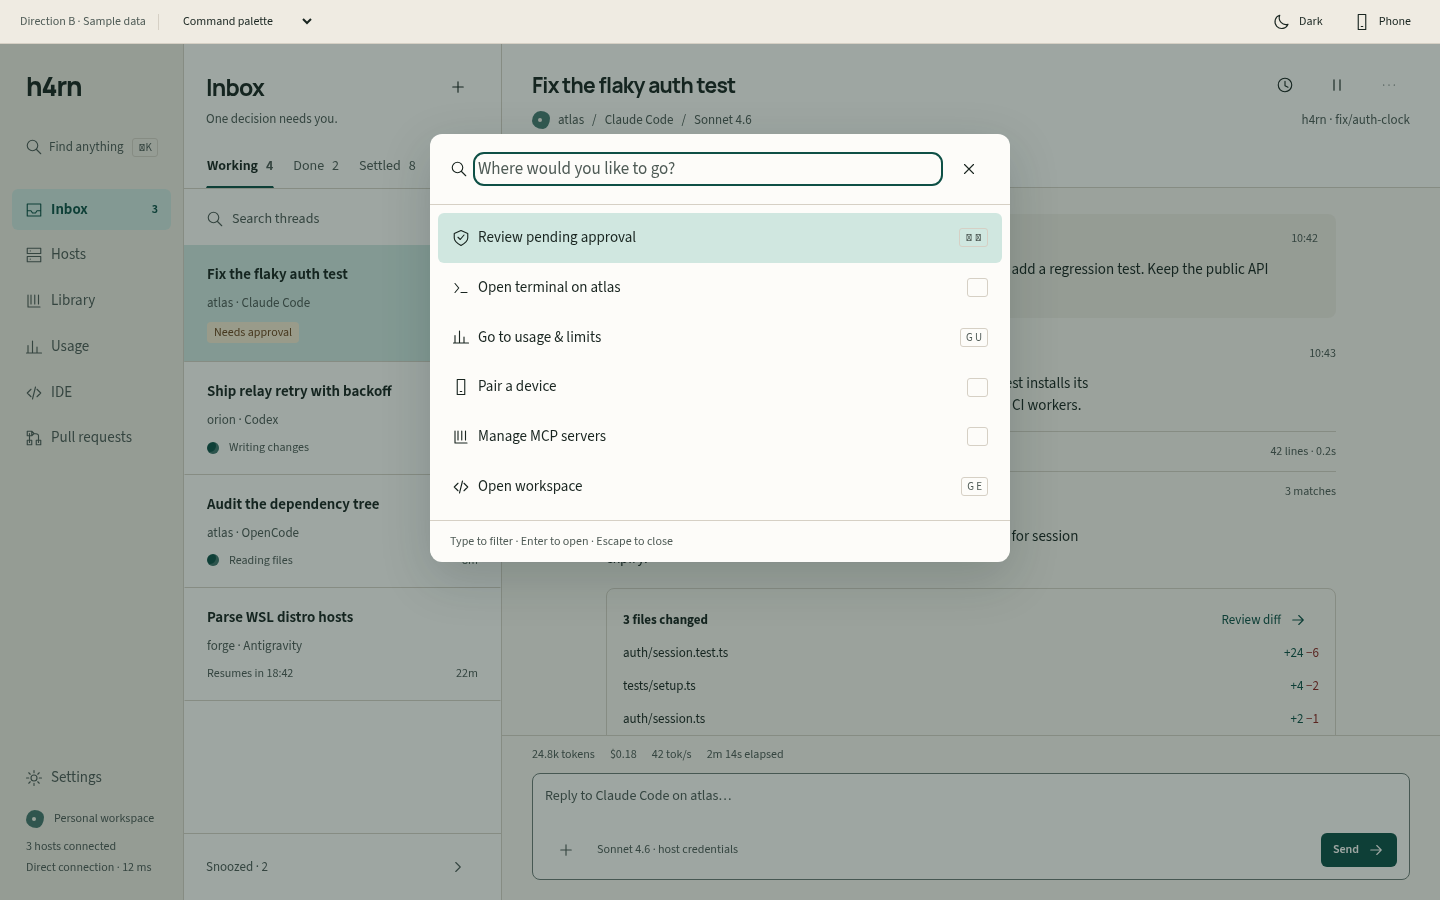 Direction B · Sample data
Command palette
Dark
Phone
h4rn
Find anything
K
Inbox 3
Hosts
Library
Usage
IDE
Pull requests
Settings
Personal workspace
3 hosts connected
Direct connection · 12 ms
Inbox
One decision needs you.
Working 4 Done 2 Settled 8
Search threads
Fix the flaky auth test
atlas · Claude Code
Needs approval
Ship relay retry with backoff
orion · Codex
Writing changes
Audit the dependency tree
atlas · OpenCode
Reading files
Parse WSL distro hosts
forge · Antigravity
Resumes in 18:42 22m
Snoozed · 2
Fix the flaky auth test
atlas / Claude Code / Sonnet 4.6
h4rn · fix/auth-clock
Where would you like to go?
Review pending approval
Open terminal on atlas
Go to usage & limits G U
Pair a device
Manage MCP servers
Open workspace G E
Type to filter · Enter to open · Escape to close
10:42
add a regression test. Keep the public API
10:43
installs its
CI workers.
42 lines · 0.2s
3 matches
for session
3 files changed
Review diff
auth/session.test.ts +24 −6
tests/setup.ts +4 −2
auth/session.ts +2 −1
24.8k tokens $0.18 42 tok/s 2m 14s elapsed
Reply to Claude Code on atlas…
Sonnet 4.6 · host credentials
Send